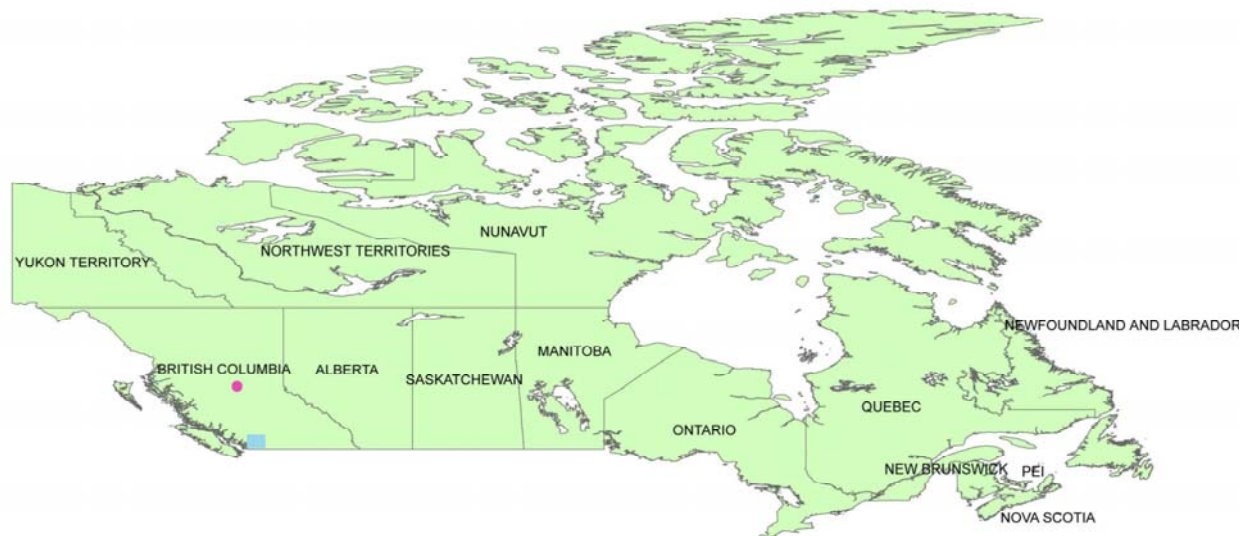 NUNAVUT
NORTHWEST TERRITORIES
YUKON TERRITORY
NEWFOUNDLAND AND LABRADOR
MANITOBA
BRITISH COLUMBIA
ALBERTA
SASKATCHEWAN
QUEBEC
ONTARIO
NEW BRUNSWICK
PEI
NOVA SCOTIA